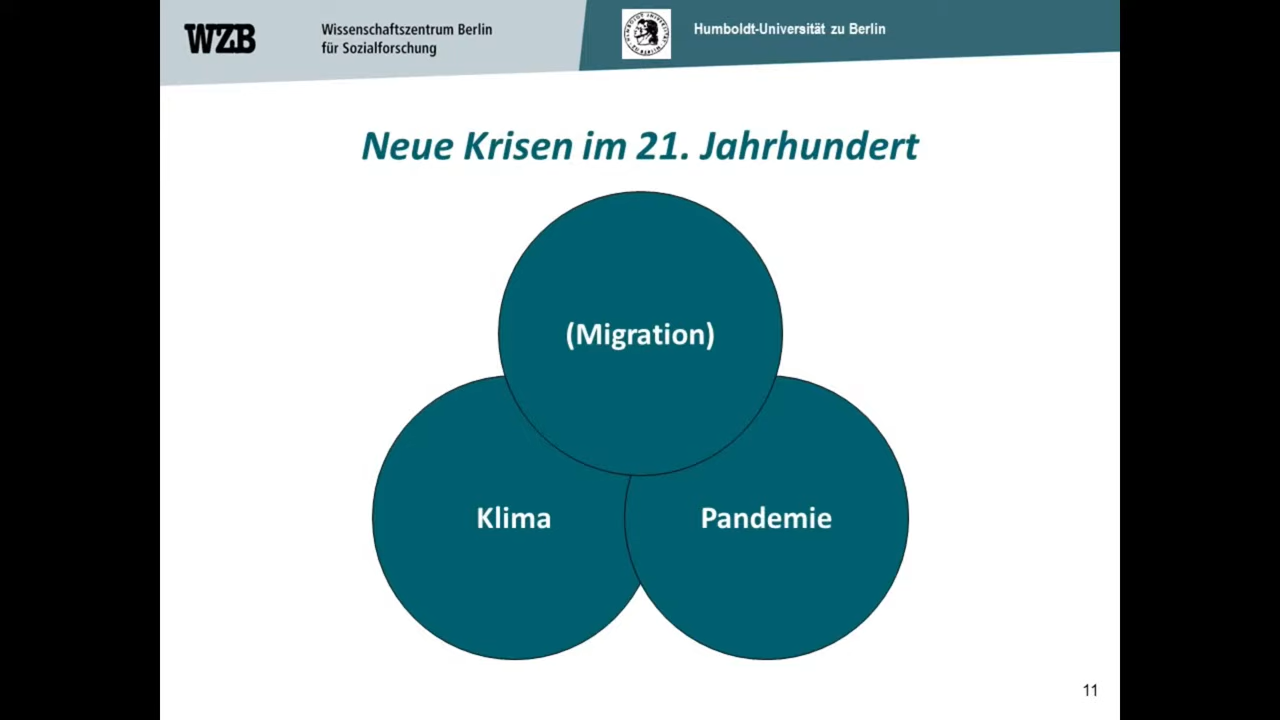 WZB
Wissenschaftszentrum Berlin
für Sozialforschung
Humboldt-Universität zu Berlin
Neue Krisen im 21. Jahrhundert
(Migration)
Klima
Pandemie
11